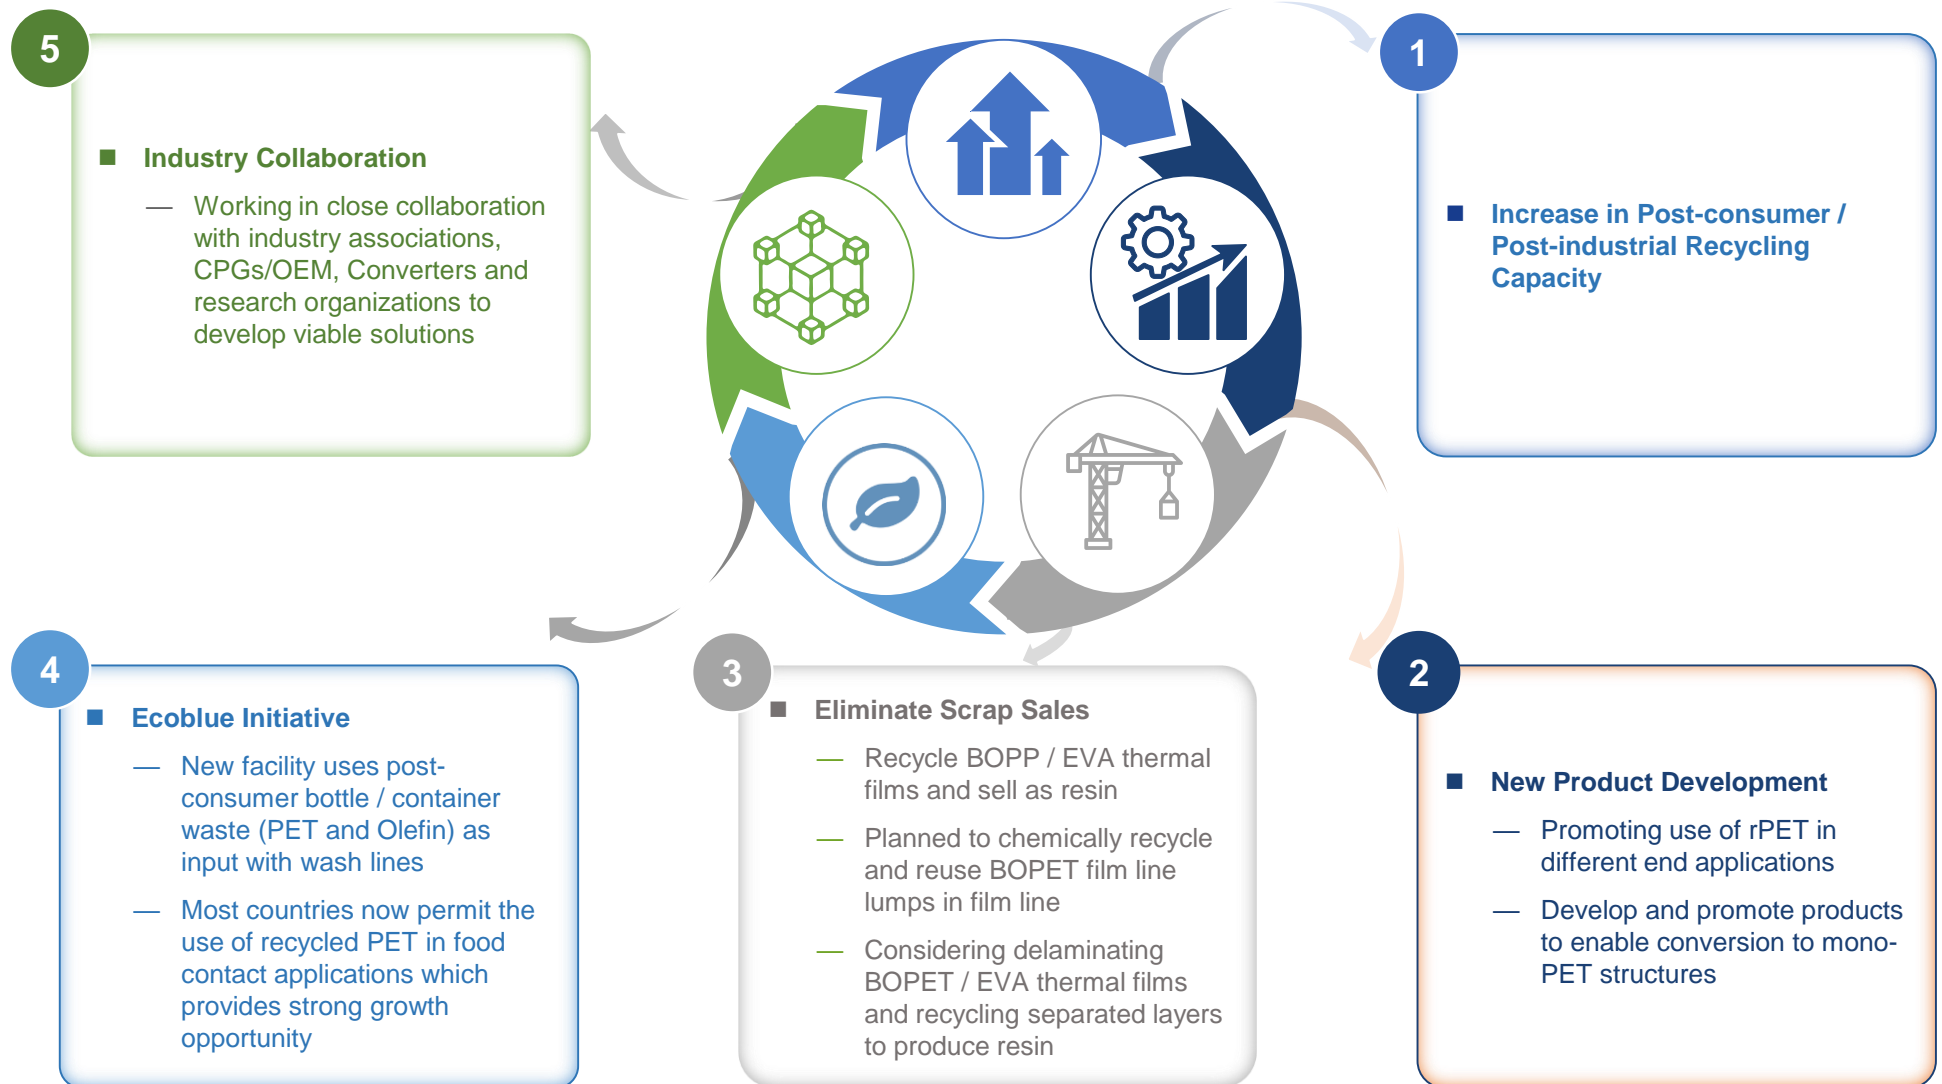 5
■ Industry Collaboration
— Working in close collaboration
with industry associations,
CPGs/OEM, Converters and
research organizations to
develop viable solutions
1
■ Increase in Post-consumer /
Post-industrial Recycling
Capacity
4
■ Ecoblue Initiative
— New facility uses post-
consumer bottle / container
waste (PET and Olefin) as
input with wash lines
— Most countries now permit the
use of recycled PET in food
contact applications which
provides strong growth
opportunity
3
■ Eliminate Scrap Sales
— Recycle BOPP / EVA thermal
films and sell as resin
— Planned to chemically recycle
and reuse BOPET film line
lumps in film line
— Considering delaminating
BOPET / EVA thermal films
and recycling separated layers
to produce resin
2
■ New Product Development
— Promoting use of rPET in
different end applications
— Develop and promote products
to enable conversion to mono-
PET structures